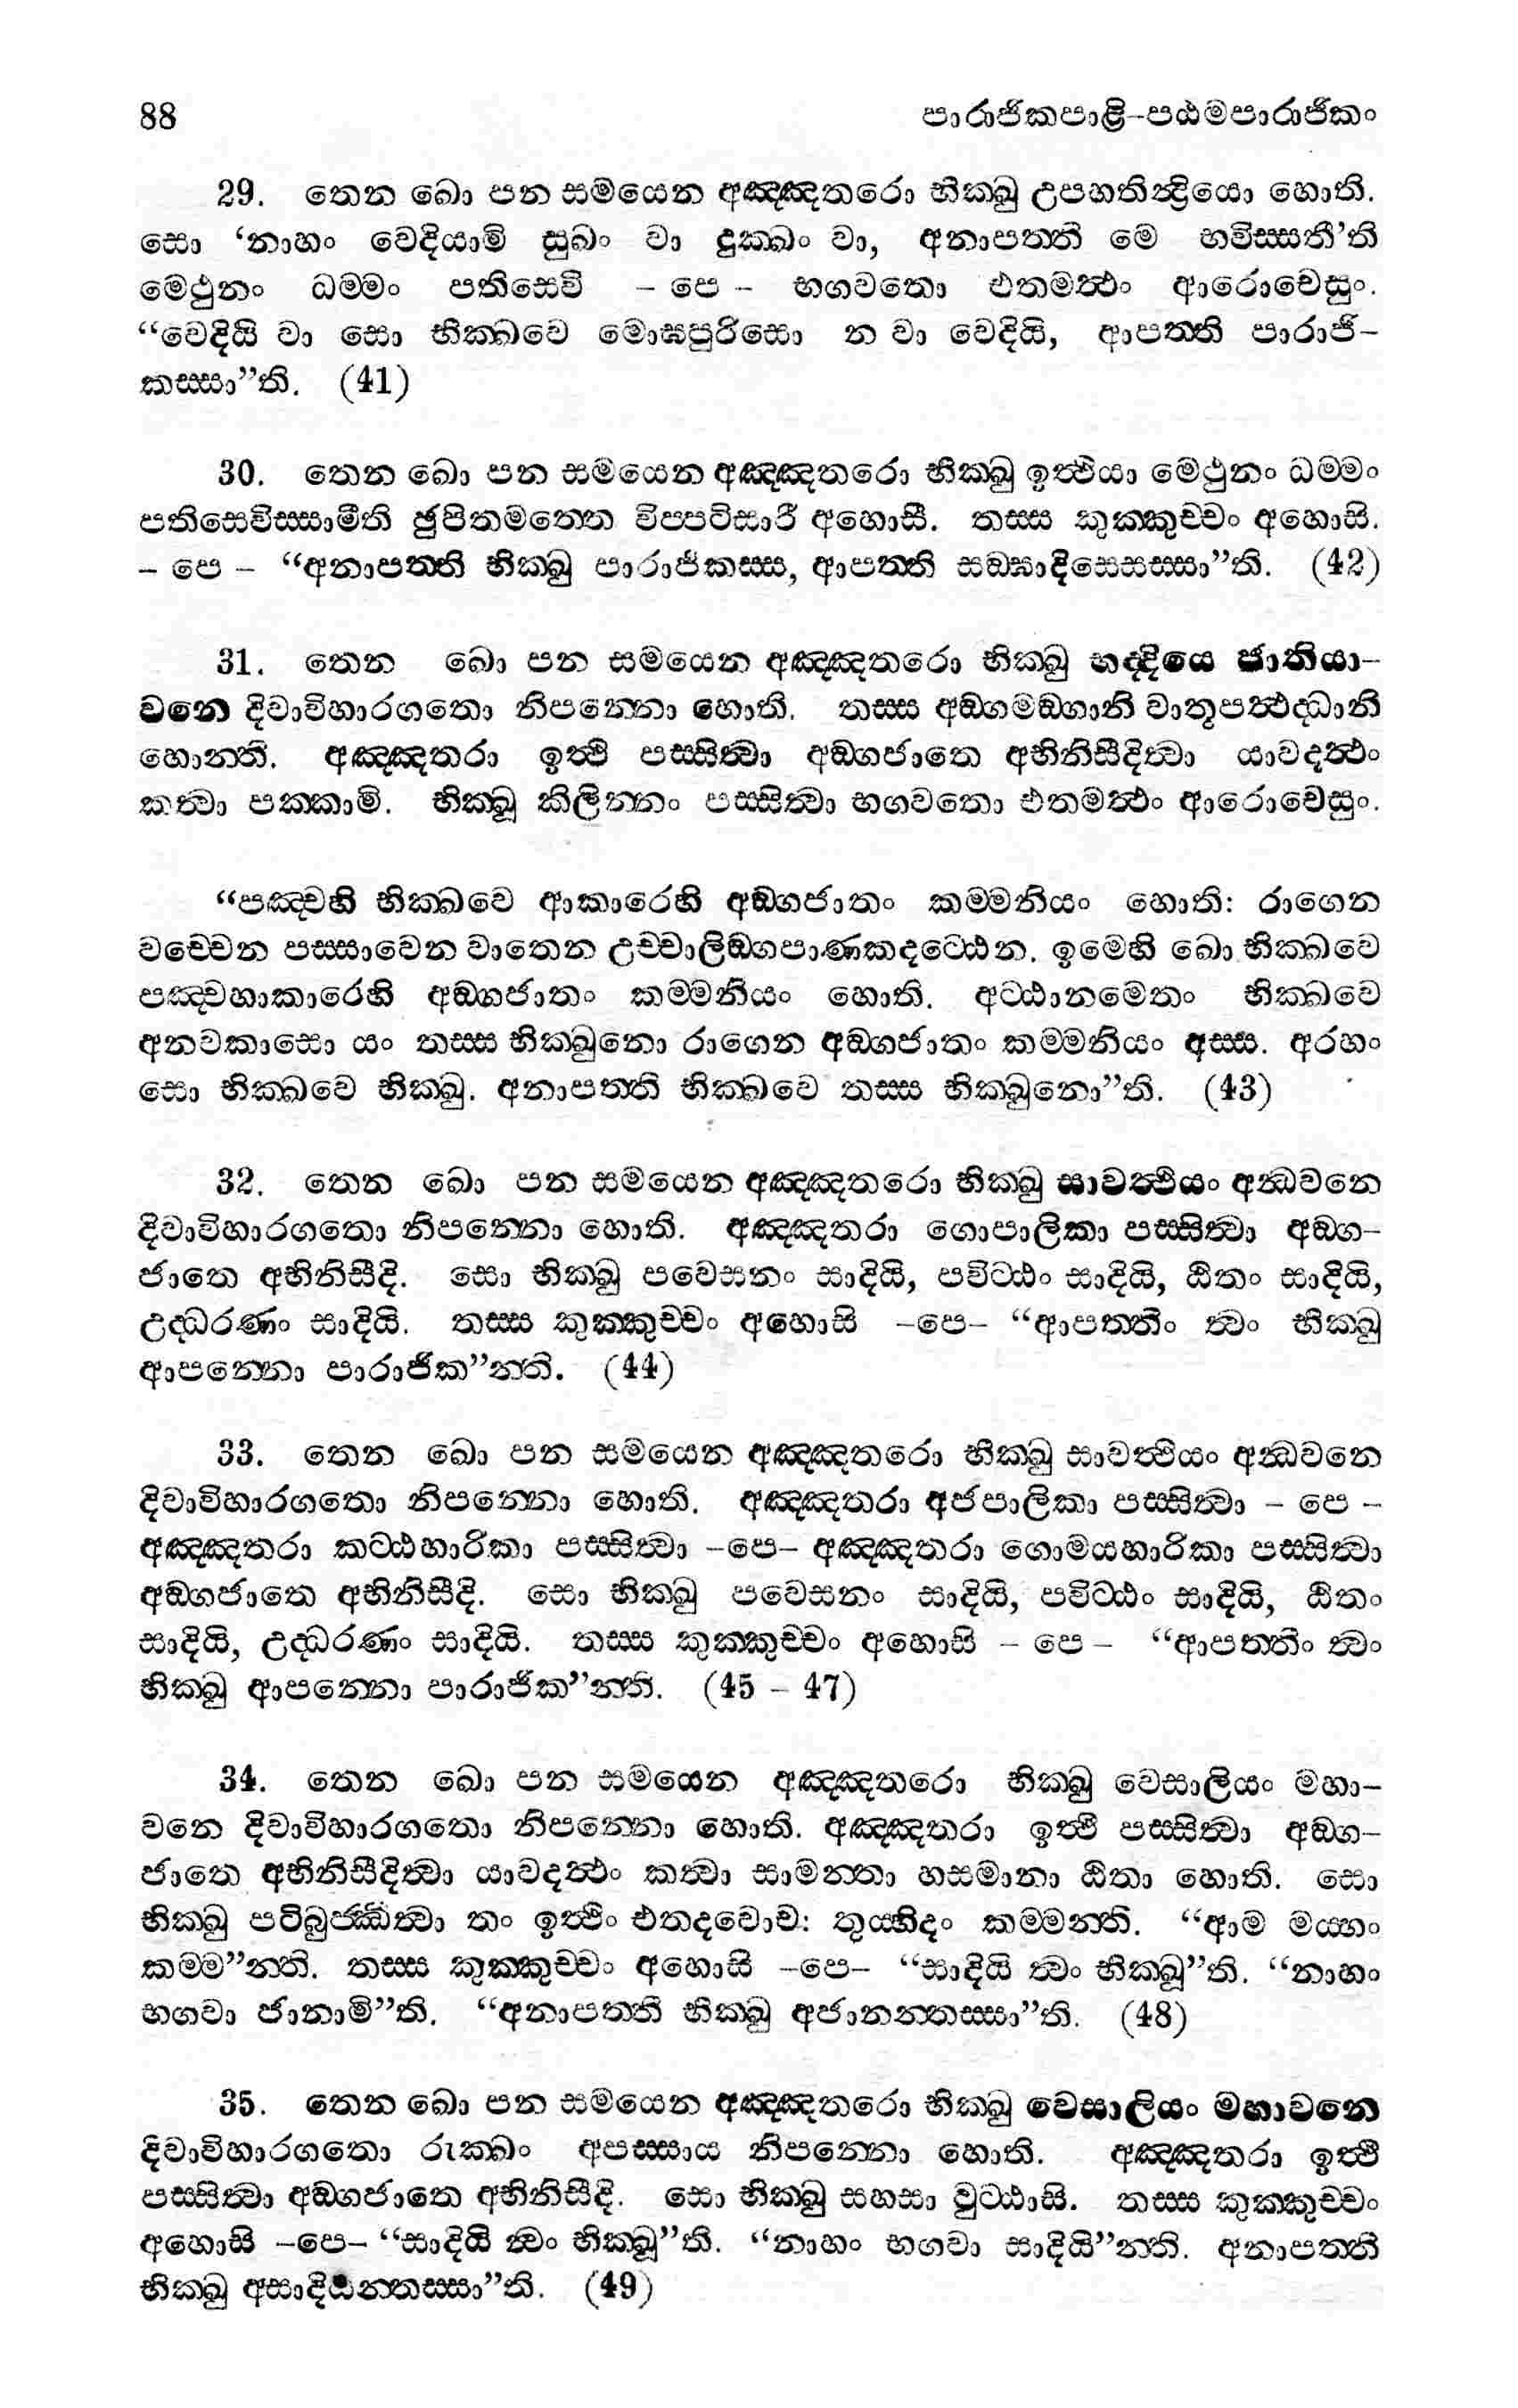 88 පාරාජිකපාළි-පඨමපාරාජිකං
29. තෙන ඛො පන සමයෙන අඤ්ඤතරො භික්ඛු උපහතින්ද්‍රියො හොති.
සො ‘නාහං වෙදියාමි සුඛං වා දුක්ඛං වා, අනාපත්ති මෙ භවිස්සතී’ති
මෙථුනං ධම්මං පතිසෙවි – පෙ – භගවතො එතමත්ථං ආරොචෙසුං.
“වෙදියි වා සො භික්ඛවෙ මොඝපුරිසො න වා වෙදියි, ආපත්ති පාරාජි-
කස්සා”ති. (41)
30. තෙන ඛො පන සමයෙන අඤ්ඤතරො භික්ඛු ඉත්ථියා මෙථුනං ධම්මං
පතිසෙවිස්සාමීති ඡුපිතමත්තෙ විප්පටිසාරී අහොසි. තස්ස කුක්කුච්චං අහොසි.
– පෙ – “අනාපත්ති භික්ඛු පාරාජිකස්ස, ආපත්ති සඞ්ඝාදිසෙසස්සා”ති. (42)
31. තෙන ඛො පන සමයෙන අඤ්ඤතරො භික්ඛු භද්දියෙ ජාතියා-
වනෙ දිවාවිහාරගතො නිපන්නො හොති. තස්ස අඞ්ගමඞ්ගානි වාතූපත්ථද්ධානි
හොන්ති. අඤ්ඤතරා ඉත්ථි පස්සිත්වා අඞ්ගජාතෙ අභිනිසීදිත්වා යාවදත්ථං
කත්වා පක්කාමි. භික්ඛූ කිලින්නං පස්සිත්වා භගවතො එතමත්ථං ආරොචෙසුං.
“පඤ්චහි භික්ඛවෙ ආකාරෙහි අඞ්ගජාතං කම්මනියං හොති: රාගෙන
වච්චෙන පස්සාවෙන වාතෙන උච්චාලිඞ්ගපාණකදට්ඨෙන. ඉමෙහි ඛො භික්ඛවෙ
පඤ්චහාකාරෙහි අඞ්ගජාතං කම්මනියං හොති. අට්ඨානමෙතං භික්ඛවෙ
අනවකාසො යං තස්ස භික්ඛුනො රාගෙන අඞ්ගජාතං කම්මනියං අස්ස. අරහං
සො භික්ඛවෙ භික්ඛු. අනාපත්ති භික්ඛවෙ තස්ස භික්ඛුනො”ති. (43)
32. තෙන ඛො පන සමයෙන අඤ්ඤතරො භික්ඛු සාවත්ථියං අන්ධවනෙ
දිවාවිහාරගතො නිපන්නො හොති. අඤ්ඤතරා ගොපාලිකා පස්සිත්වා අඞ්ග-
ජාතෙ අභිනිසීදි. සො භික්ඛු පවෙසනං සාදියි, පවිට්ඨං සාදියි, ඨිතං සාදියි,
උද්ධරණං සාදියි. තස්ස කුක්කුච්චං අහොසි –පෙ– “ආපත්තිං ත්වං භික්ඛු
ආපන්නො පාරාජික”න්ති. (44)
33. තෙන ඛො පන සමයෙන අඤ්ඤතරො භික්ඛු සාවත්ථියං අන්ධවනෙ
දිවාවිහාරගතො නිපන්නො හොති. අඤ්ඤතරා අජපාලිකා පස්සිත්වා – පෙ –
අඤ්ඤතරා කට්ඨහාරිකා පස්සිත්වා –පෙ– අඤ්ඤතරා ගොමයහාරිකා පස්සිත්වා
අඞ්ගජාතෙ අභිනිසීදි. සො භික්ඛු පවෙසනං සාදියි, පවිට්ඨං සාදියි, ඨිතං
සාදියි, උද්ධරණං සාදියි. තස්ස කුක්කුච්චං අහොසි – පෙ – “ආපත්තිං ත්වං
භික්ඛු ආපන්නො පාරාජික”න්ති. (45 – 47)
34. තෙන ඛො පන සමයෙන අඤ්ඤතරො භික්ඛු වෙසාලියං මහා-
වනෙ දිවාවිහාරගතො නිපන්නො හොති. අඤ්ඤතරා ඉත්ථි පස්සිත්වා අඞ්ග-
ජාතෙ අභිනිසීදිත්වා යාවදත්ථං කත්වා සාමන්තා හසමානා ඨිතා හොති. සො
භික්ඛු පටිබුජ්ඣිත්වා තං ඉත්ථිං එතදවොච: තුය්හිදං කම්මන්ති. “ආම මය්හං
කම්ම”න්ති. තස්ස කුක්කුච්චං අහොසි –පෙ– “සාදියි ත්වං භික්ඛූ”ති. “නාහං
භගවා ජානාමි”ති. “අනාපත්ති භික්ඛු අජානන්තස්සා”ති. (48)
35. තෙන ඛො පන සමයෙන අඤ්ඤතරො භික්ඛු වෙසාලියං මහාවනෙ
දිවාවිහාරගතො රුක්ඛං අපස්සාය නිපන්නො හොති. අඤ්ඤතරා ඉත්ථි
පස්සිත්වා අඞ්ගජාතෙ අභිනිසීදි. සො භික්ඛු සහසා වුට්ඨාසි. තස්ස කුක්කුච්චං
අහොසි –පෙ– “සාදියි ත්වං භික්ඛූ”ති. “නාහං භගවා සාදියි”න්ති. අනාපත්ති
භික්ඛු අසාදියන්තස්සා”ති. (49)